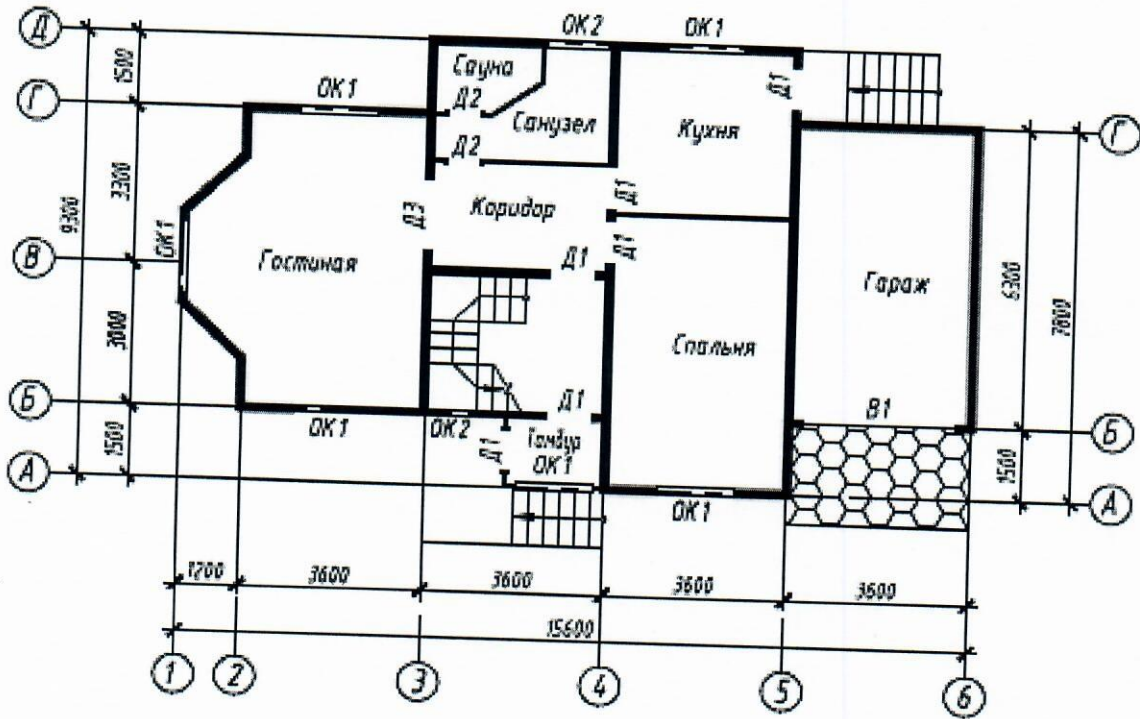 Д
ОК2
ОК1
1500
Сауна
Д1
Г
ОК1
Д2
Санузел
Кухня
Г
Д2
3300
9300
Коридор
Д1
Д3
ОК1
В
Гостиная
Д1
Д1
Гараж
6300
7800
3000
Спальня
Б
Д1
В1
ОК1
ОК2
Тамбур
Д1
ОК1
Б
1500
1500
А
ОК1
А
1200
3600
3600
3600
3600
15600
1
2
3
4
5
6